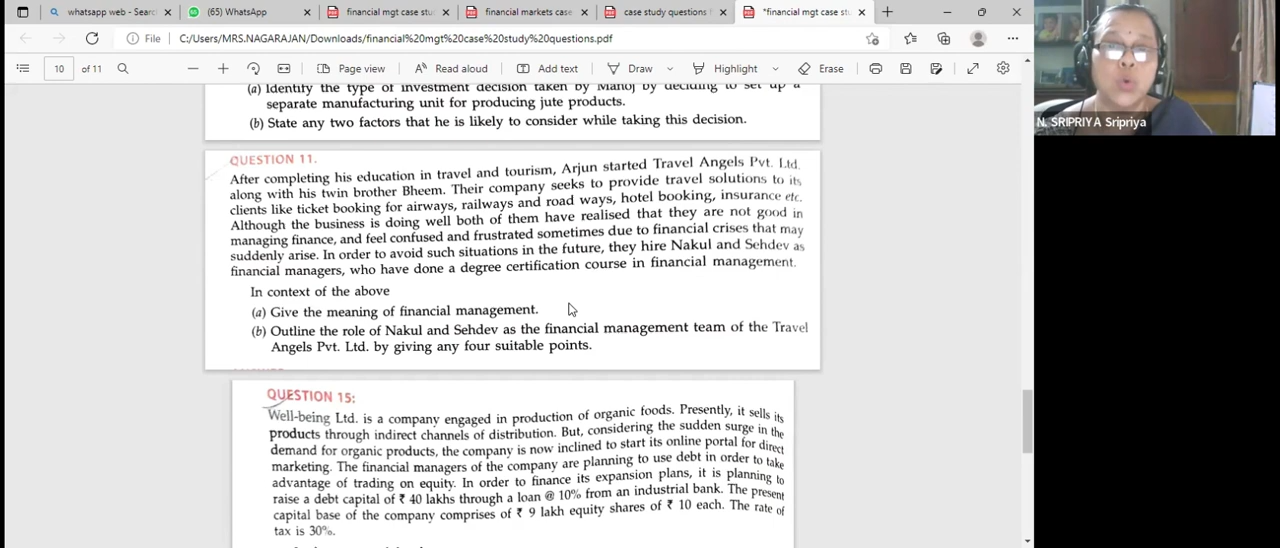 whatsapp web - Searc
(65) WhatsApp
financial mgt case stu
financial markets case
case study questions f
*financial mgt case stu
File
C:/Users/MRS.NAGARAJAN/Downloads/financial%20mgt%20case%20study%20questions.pdf
10 of 11
Page view
Read aloud
Add text
Draw
Highlight
Erase
(a) Identify the type of investment decision taken by Manoj by deciding to set up a
separate manufacturing unit for producing jute products.
(b) State any two factors that he is likely to consider while taking this decision.
QUESTION 11.
After completing his education in travel and tourism, Arjun started Travel Angels Pvt. Ltd.
along with his twin brother Bheem. Their company seeks to provide travel solutions to its
clients like ticket booking for airways, railways and road ways, hotel booking, insurance etc.
Although the business is doing well both of them have realised that they are not good in
managing finance, and feel confused and frustrated sometimes due to financial crises that may
suddenly arise. In order to avoid such situations in the future, they hire Nakul and Sehdev as
financial managers, who have done a degree certification course in financial management.
In context of the above
(a) Give the meaning of financial management.
(b) Outline the role of Nakul and Sehdev as the financial management team of the Travel
Angels Pvt. Ltd. by giving any four suitable points.
QUESTION 15:
Well-being Ltd. is a company engaged in production of organic foods. Presently, it sells its
products through indirect channels of distribution. But, considering the sudden surge in the
demand for organic products, the company is now inclined to start its online portal for direct
marketing. The financial managers of the company are planning to use debt in order to take
advantage of trading on equity. In order to finance its expansion plans, it is planning to
raise a debt capital of ₹ 40 lakhs through a loan @ 10% from an industrial bank. The present
capital base of the company comprises of ₹ 9 lakh equity shares of ₹ 10 each. The rate of
tax is 30%.
N. SRIPRIYA Sripriya